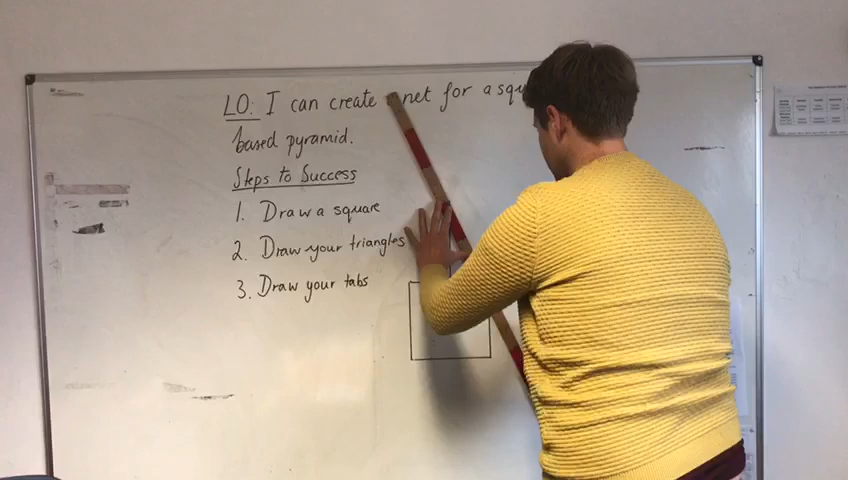 LO: I can create net for a squ
based pyramid.
Steps to Success
1. Draw a square
2. Draw your triangles
3. Draw your tabs